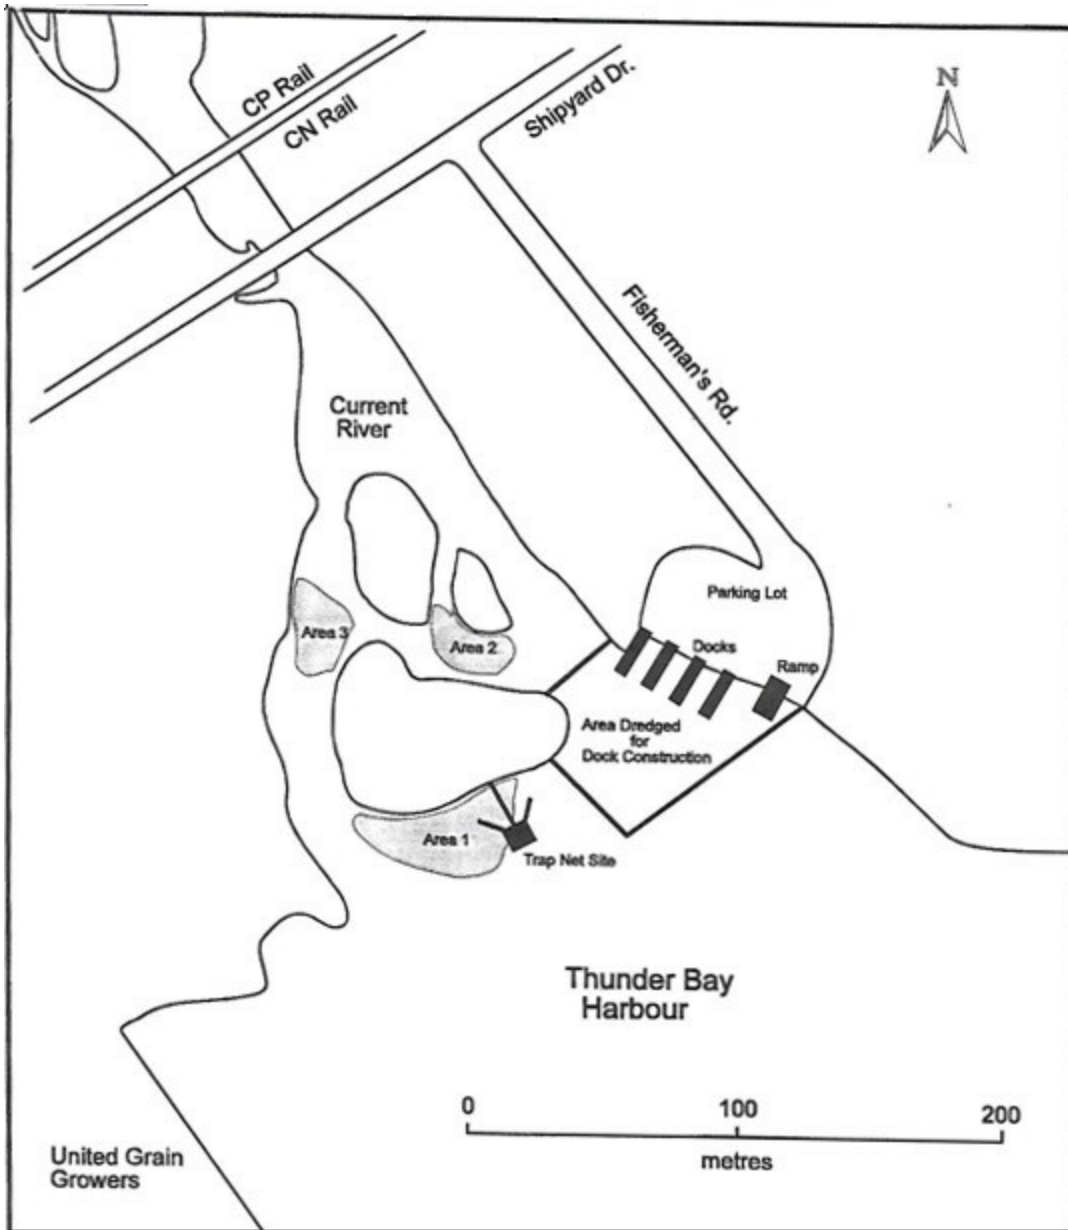 CP Rail
CN Rail
Shipyard Dr.
N
Fisherman's Rd.
Current
River
Parking Lot
Area 3
Area 2
Docks
Ramp
Area Dredged
for
Dock Construction
Area 1
Trap Net Site
Thunder Bay
Harbour
0 100 200
metres
United Grain
Growers